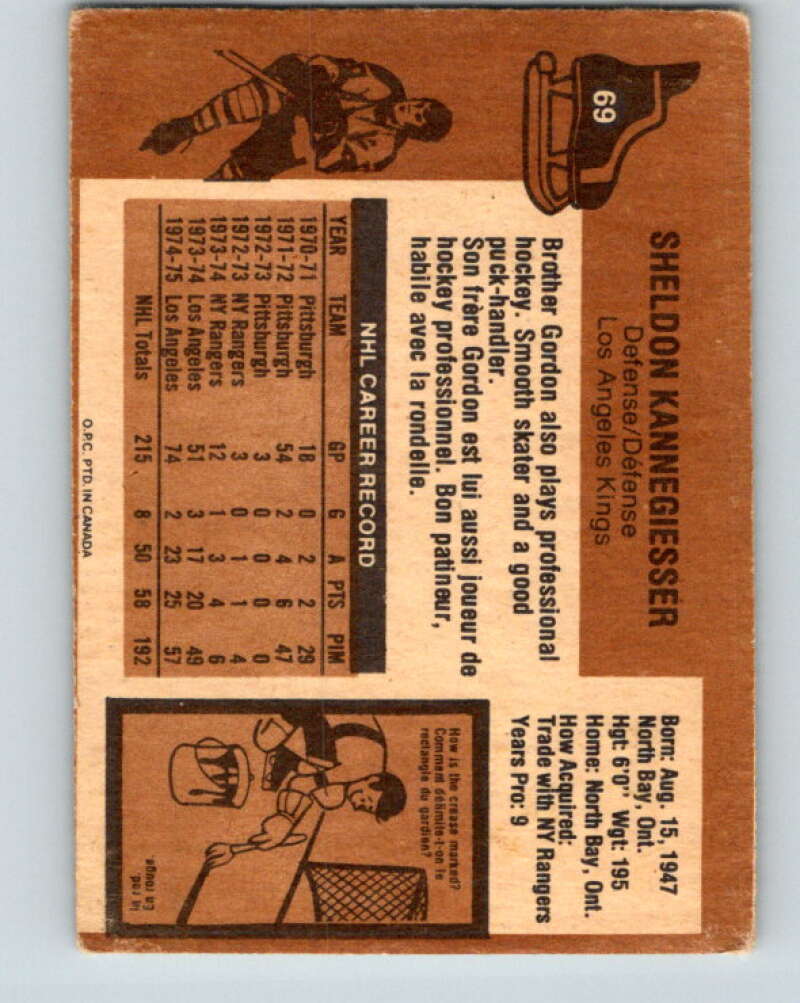 69
SHELDON KANNEGIESSER
Defense/Défense
Los Angeles Kings
Brother Gordon also plays professional
hockey. Smooth skater and a good
puck-handler.
Son frère Gordon est lui aussi joueur de
hockey professionnel. Bon patineur,
habile avec la rondelle.
NHL CAREER RECORD
YEAR TEAM GP G A PTS PIM
1970-71 Pittsburgh 18 0 2 2 29
1971-72 Pittsburgh 54 2 4 6 47
1972-73 Pittsburgh 3 0 0 0 0
1972-73 NY Rangers 3 0 1 1 4
1973-74 NY Rangers 12 1 3 4 6
1973-74 Los Angeles 51 3 17 20 49
1974-75 Los Angeles 74 2 23 25 57
NHL Totals 215 8 50 58 192
O.P.C. PTD. IN CANADA
Born: Aug. 15, 1947
North Bay, Ont.
Hgt: 6'0" Wgt: 195
Home: North Bay, Ont.
How Acquired:
Trade with NY Rangers
Years Pro: 9
How is the crease marked?
Comment délimite-t-on le
rectangle du gardien?
In red.
En rouge.